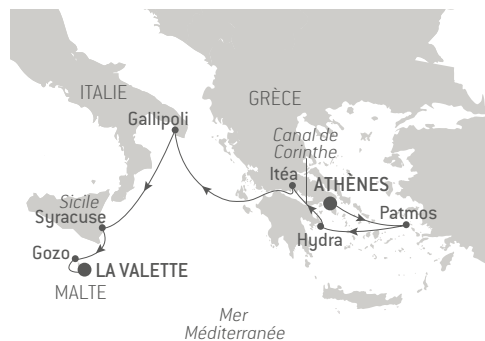 ITALIE
GRÈCE
Gallipoli
Canal de
Corinthe
Itéa
ATHÈNES
Sicile
Syracuse
Patmos
Hydra
Gozo
LA VALETTE
MALTE
Mer
Méditerranée